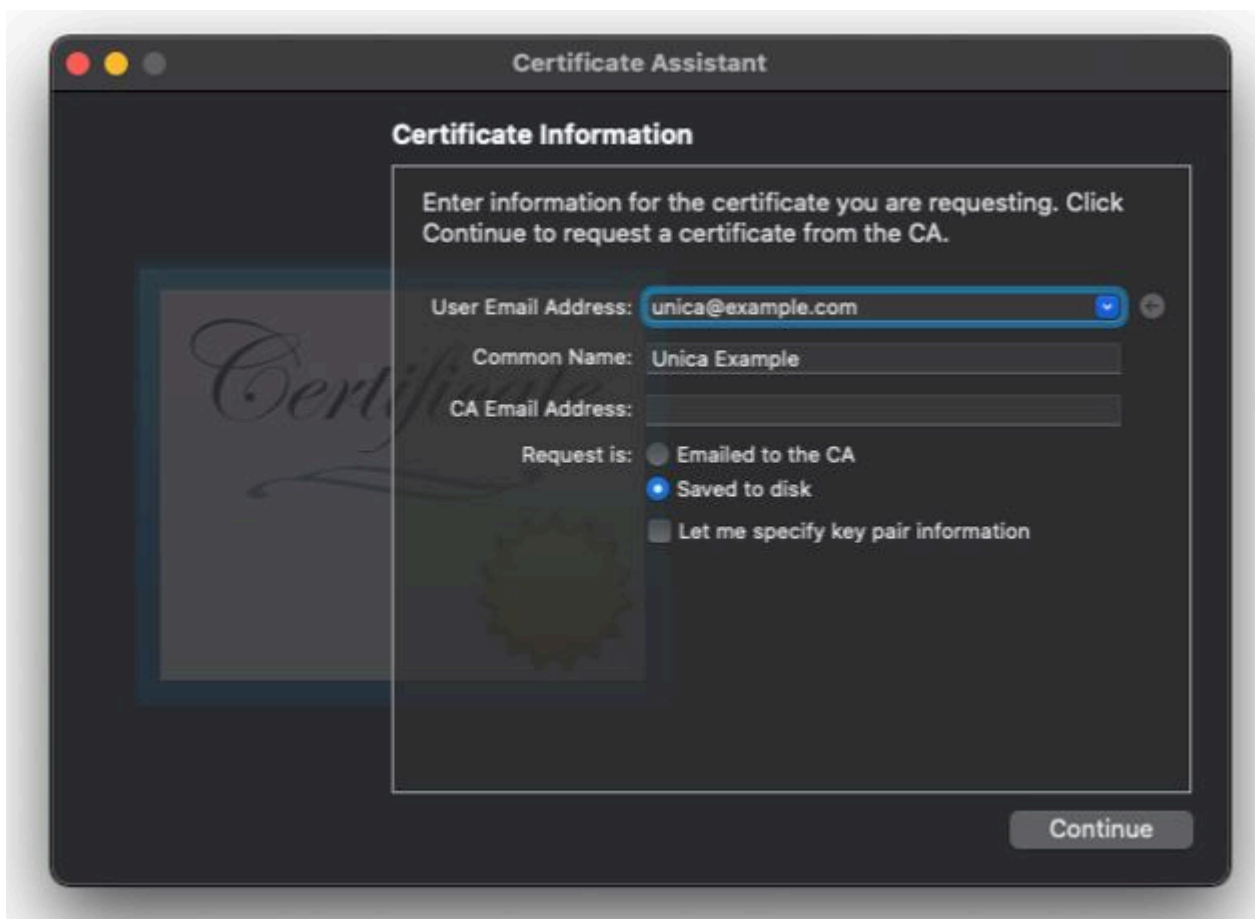 Certificate Assistant
Certificate Information
Enter information for the certificate you are requesting. Click
Continue to request a certificate from the CA.
Certificate
User Email Address: unica@example.com
Common Name: Unica Example
CA Email Address:
Request is: Emailed to the CA
Saved to disk
Let me specify key pair information
Continue